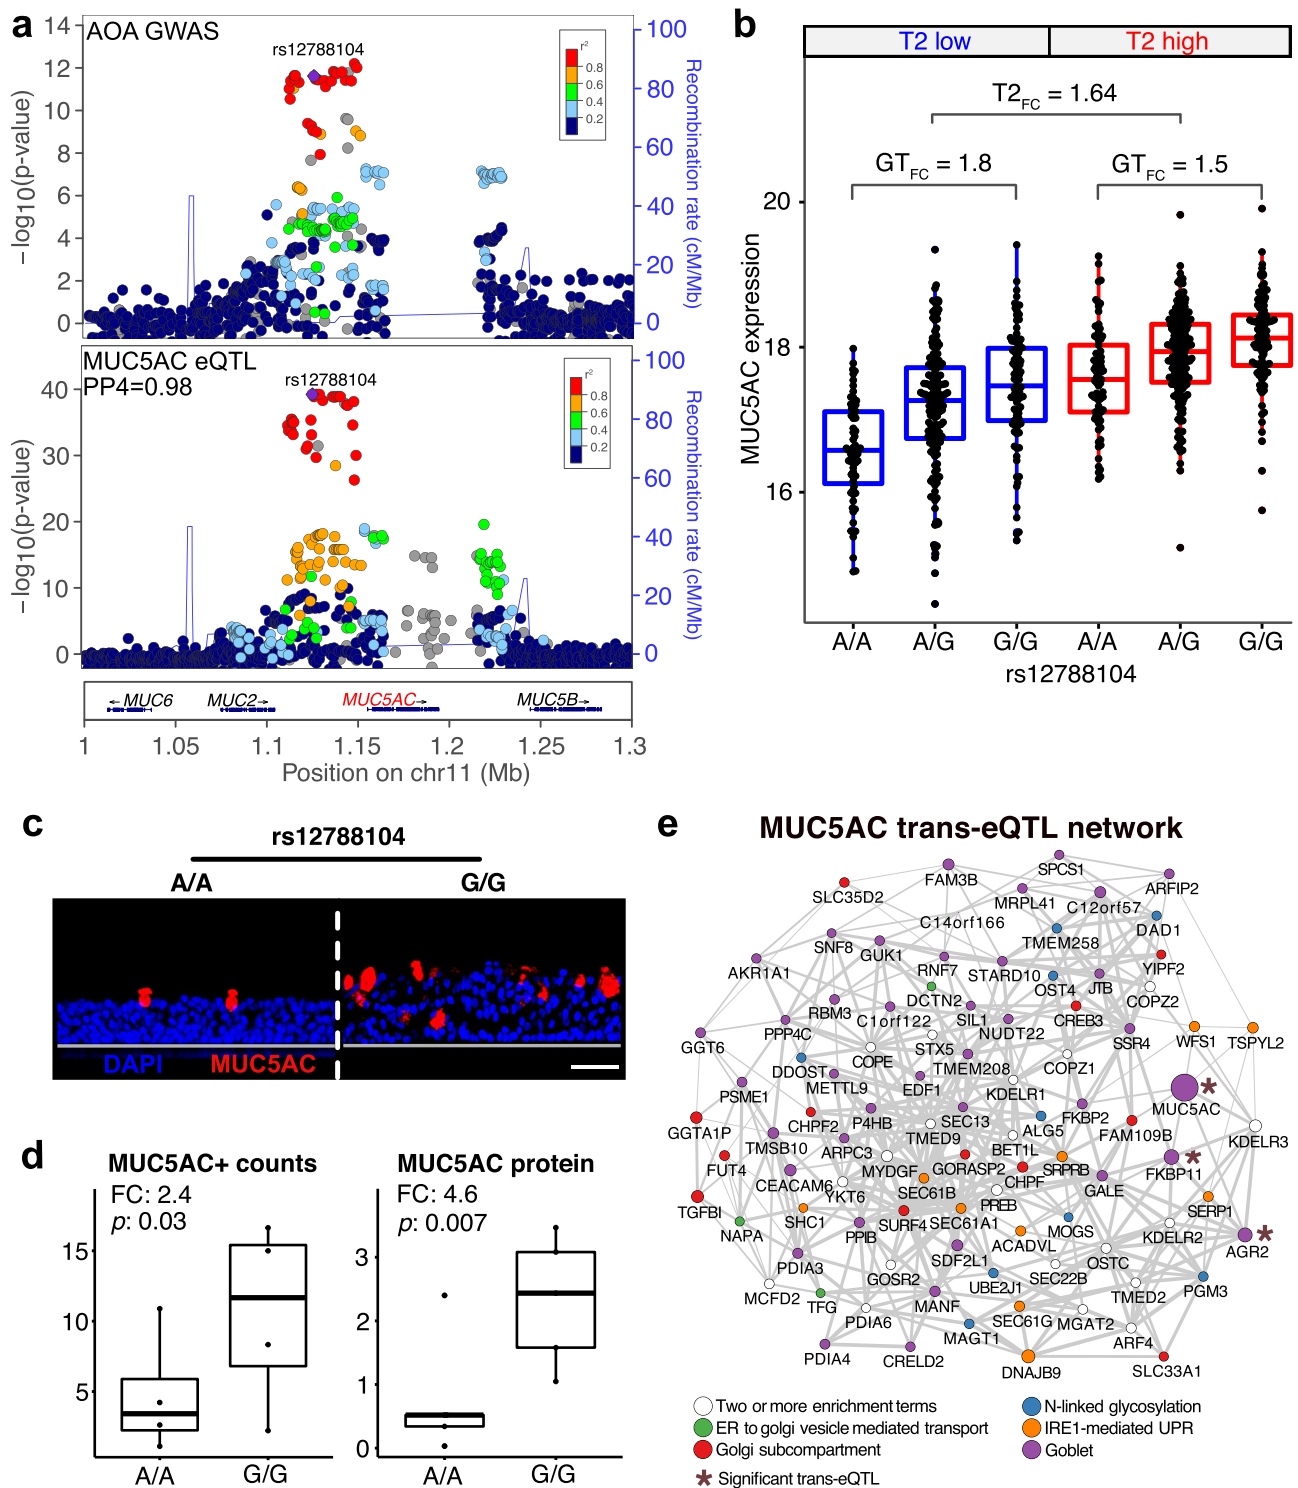 a
AOA GWAS
rs12788104
r²
0.8
0.6
0.4
0.2
14
12
10
8
6
4
2
0
−log10(p-value)
100
80
60
40
20
0
Recombination rate (cM/Mb)
MUC5AC eQTL
PP4=0.98
rs12788104
r²
0.8
0.6
0.4
0.2
40
30
20
10
0
−log10(p-value)
100
80
60
40
20
0
Recombination rate (cM/Mb)
←MUC6
MUC2→
MUC5AC→
MUC5B→
1 1.05 1.1 1.15 1.2 1.25 1.3
Position on chr11 (Mb)
b
T2 low
T2 high
T2FC = 1.64
GTFC = 1.8
GTFC = 1.5
20
18
16
MUC5AC expression
A/A A/G G/G A/A A/G G/G
rs12788104
c
rs12788104
A/A
G/G
DAPI
MUC5AC
d
MUC5AC+ counts
FC: 2.4
p: 0.03
15
10
5
A/A G/G
MUC5AC protein
FC: 4.6
p: 0.007
3
2
1
0
A/A G/G
e
MUC5AC trans-eQTL network
SPCS1
FAM3B
ARFIP2
SLC35D2
MRPL41
C12orf57
C14orf166
DAD1
SNF8
GUK1
TMEM258
AKR1A1
RNF7
STARD10
YIPF2
OST4
JTB
COPZ2
DCTN2
RBM3
C1orf122
SIL1
CREB3
PPP4C
NUDT22
GGT6
STX5
SSR4
WFS1
TSPYL2
COPE
DDOST
TMEM208
COPZ1
METTL9
EDF1
KDELR1
PSME1
MUC5AC
*
P4HB
SEC13
FKBP2
CHPF2
ALG5
FAM109B
GGTA1P
TMED9
KDELR3
TMSB10
ARPC3
BET1L
FUT4
MYDGF
GORASP2
SRPRB
FKBP11
*
CEACAM6
CHPF
GALE
YKT6
SEC61B
PREB
TGFBI
SERP1
SHC1
SURF4
SEC61A1
MOGS
NAPA
PPIB
ACADVL
KDELR2
AGR2
*
PDIA3
SDF2L1
OSTC
GOSR2
SEC22B
MCFD2
UBE2J1
TMED2
PGM3
TFG
MANF
PDIA6
SEC61G
MGAT2
MAGT1
ARF4
PDIA4
CRELD2
DNAJB9
SLC33A1
Two or more enrichment terms
ER to golgi vesicle mediated transport
Golgi subcompartment
* Significant trans-eQTL
N-linked glycosylation
IRE1-mediated UPR
Goblet